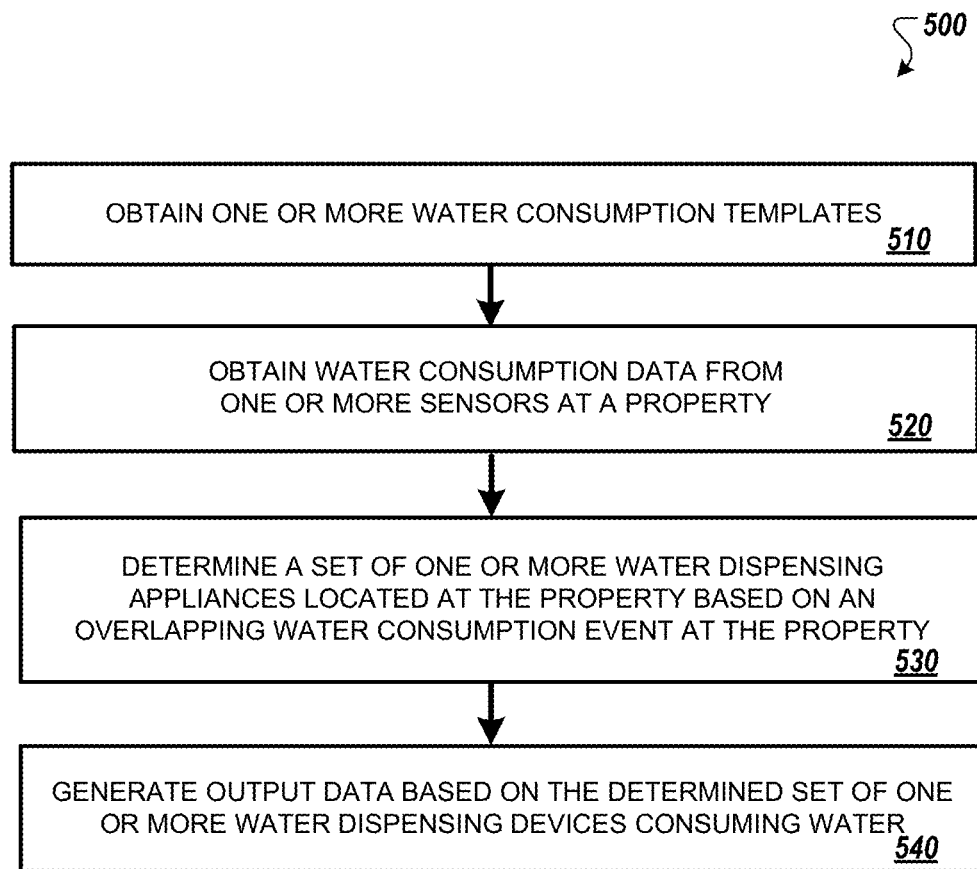 500
OBTAIN ONE OR MORE WATER CONSUMPTION TEMPLATES
510
OBTAIN WATER CONSUMPTION DATA FROM
ONE OR MORE SENSORS AT A PROPERTY
520
DETERMINE A SET OF ONE OR MORE WATER DISPENSING
APPLIANCES LOCATED AT THE PROPERTY BASED ON AN
OVERLAPPING WATER CONSUMPTION EVENT AT THE PROPERTY
530
GENERATE OUTPUT DATA BASED ON THE DETERMINED SET OF ONE
OR MORE WATER DISPENSING DEVICES CONSUMING WATER
540